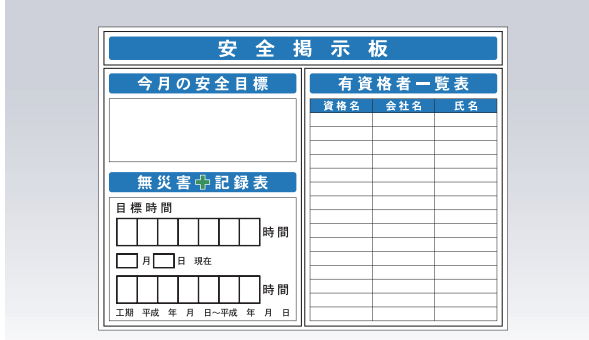 安全掲示板
今月の安全目標
無災害記録表
目標時間
時間
月 日 現在
時間
工期 平成 年 月 日～平成 年 月 日
有資格者一覧表
資格名 会社名 氏名